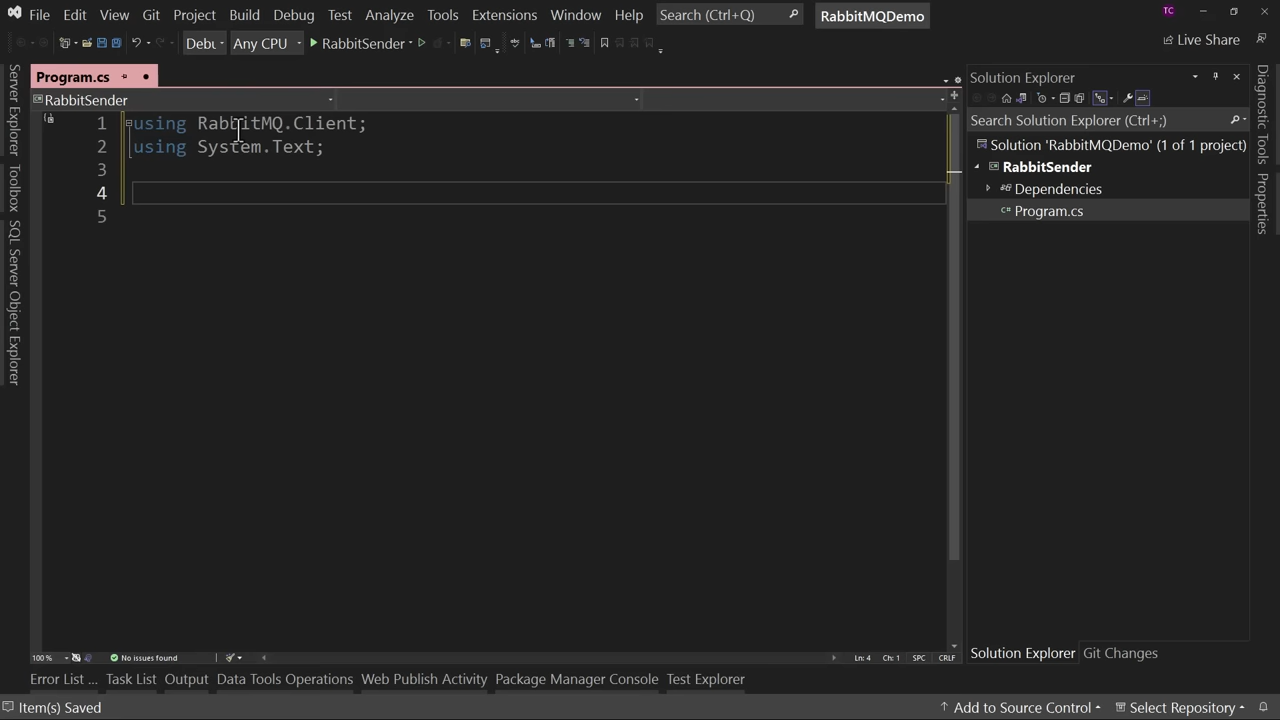 File Edit View Git Project Build Debug Test Analyze Tools Extensions Window Help Search (Ctrl+Q) RabbitMQDemo TC
Debu Any CPU RabbitSender Live Share
Program.cs
RabbitSender
1 using RabbitMQ.Client;
2 using System.Text;
3
4
5
Server Explorer
Toolbox
SQL Server Object Explorer
Solution Explorer
Search Solution Explorer (Ctrl+;)
Solution 'RabbitMQDemo' (1 of 1 project)
RabbitSender
Dependencies
C# Program.cs
Diagnostic Tools
Properties
100 % No issues found Ln: 4 Ch: 1 SPC CRLF
Solution Explorer Git Changes
Error List ... Task List Output Data Tools Operations Web Publish Activity Package Manager Console Test Explorer
Item(s) Saved Add to Source Control Select Repository